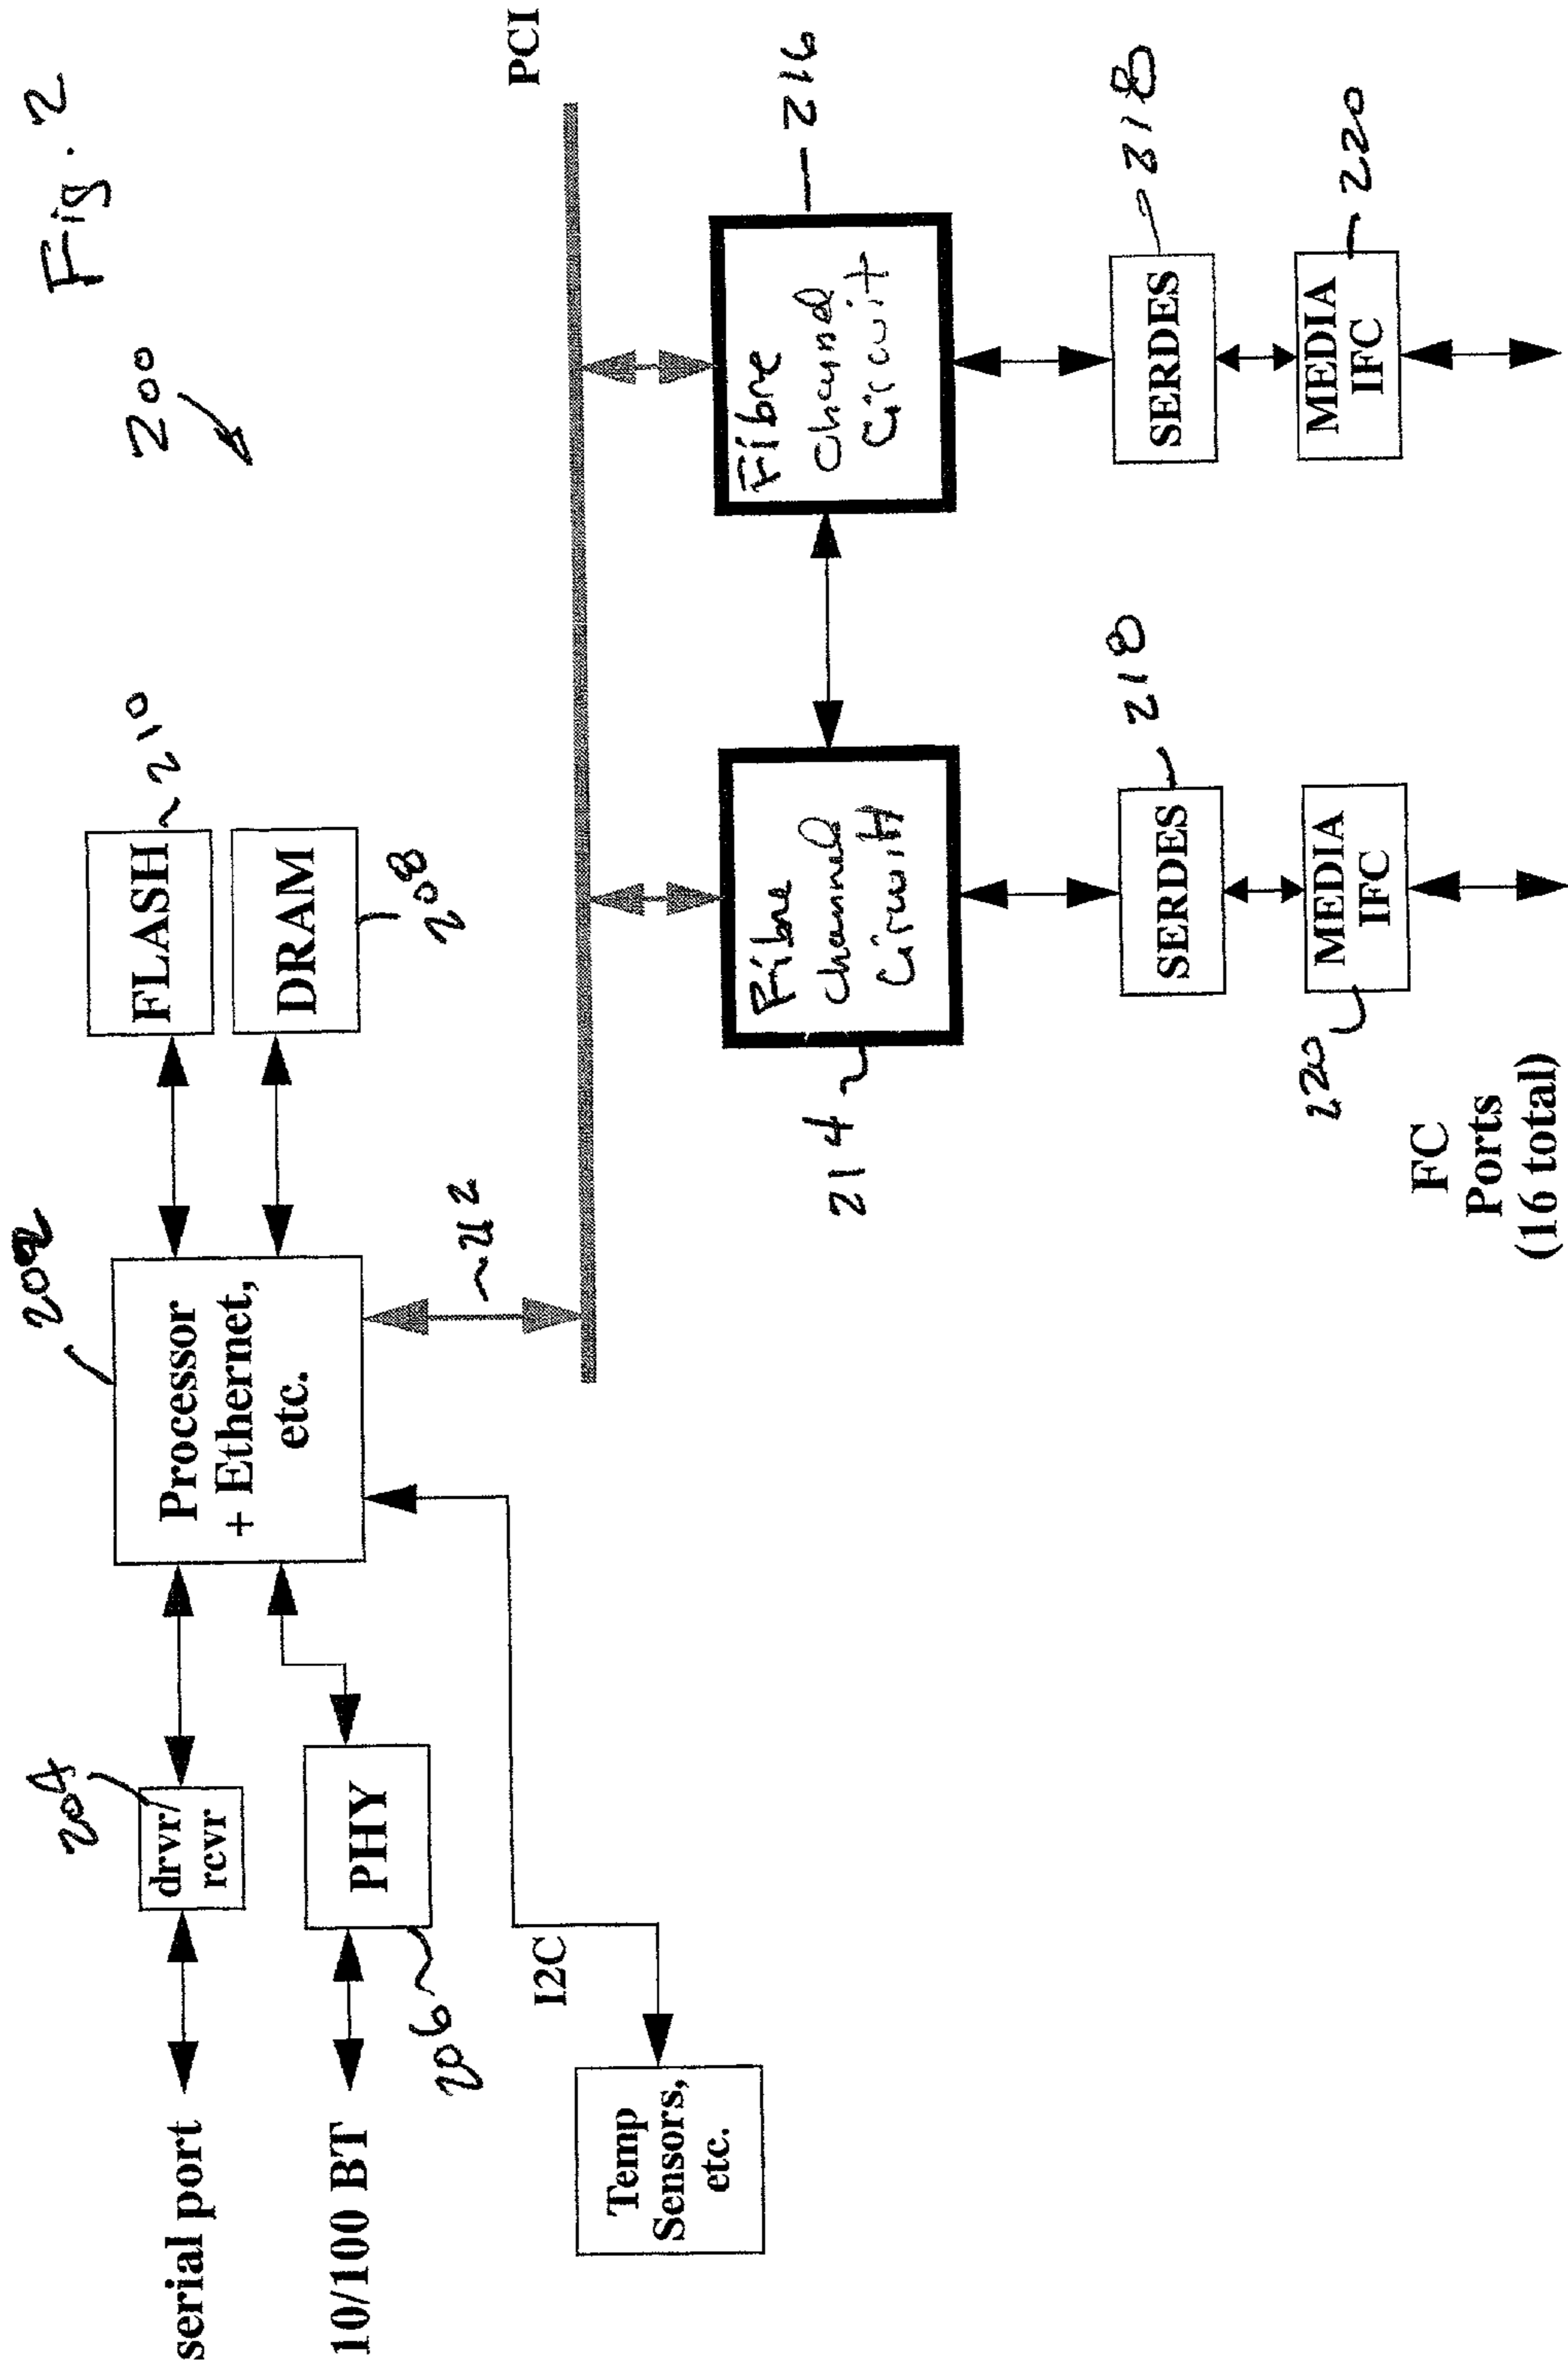 Fig. 2
200
202
204
serial port
drvr/
rcvr
Processor
+ Ethernet,
etc.
FLASH
210
DRAM
208
10/100 BT
PHY
206
I2C
Temp
Sensors,
etc.
212
PCI
214
Fibre
channel
Circuit
Fibre
channel
Circuit
216
SERDES
218
SERDES
218
220
MEDIA
IFC
MEDIA
IFC
220
FC
Ports
(16 total)